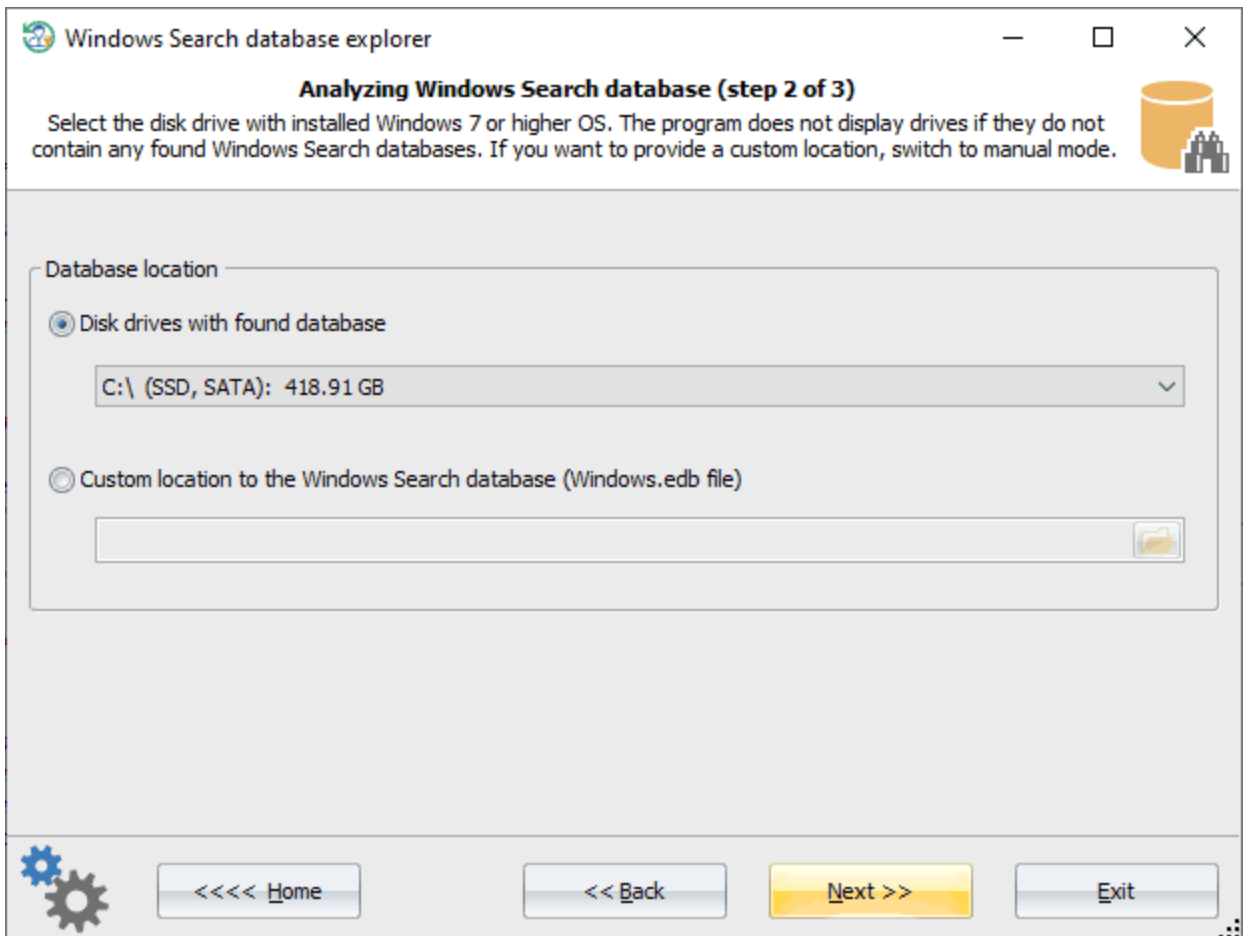 Windows Search database explorer
Analyzing Windows Search database (step 2 of 3)
Select the disk drive with installed Windows 7 or higher OS. The program does not display drives if they do not
contain any found Windows Search databases. If you want to provide a custom location, switch to manual mode.
Database location
Disk drives with found database
C:\ (SSD, SATA): 418.91 GB
Custom location to the Windows Search database (Windows.edb file)
<<<< Home
<< Back
Next >>
Exit